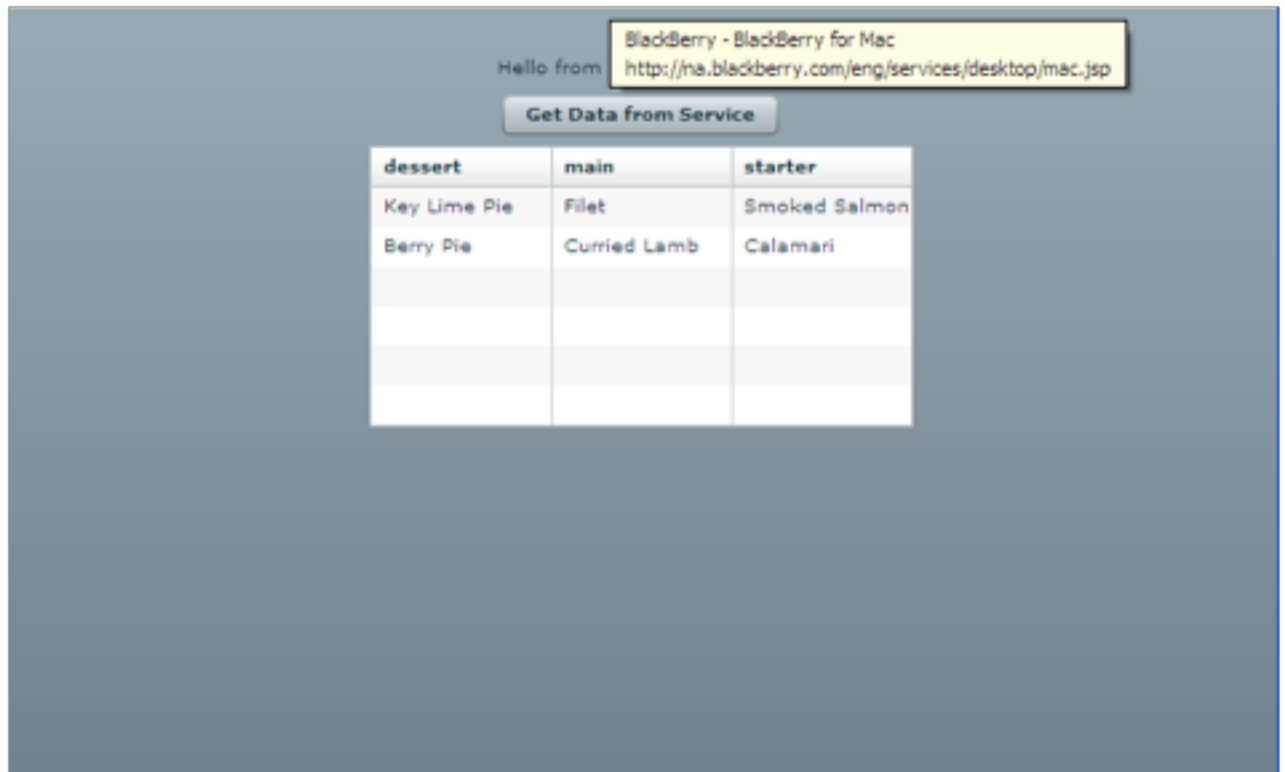 BlackBerry - BlackBerry for Mac
http://na.blackberry.com/eng/services/desktop/mac.jsp
Hello from
Get Data from Service
dessert main starter
Key Lime Pie Filet Smoked Salmon
Berry Pie Curried Lamb Calamari